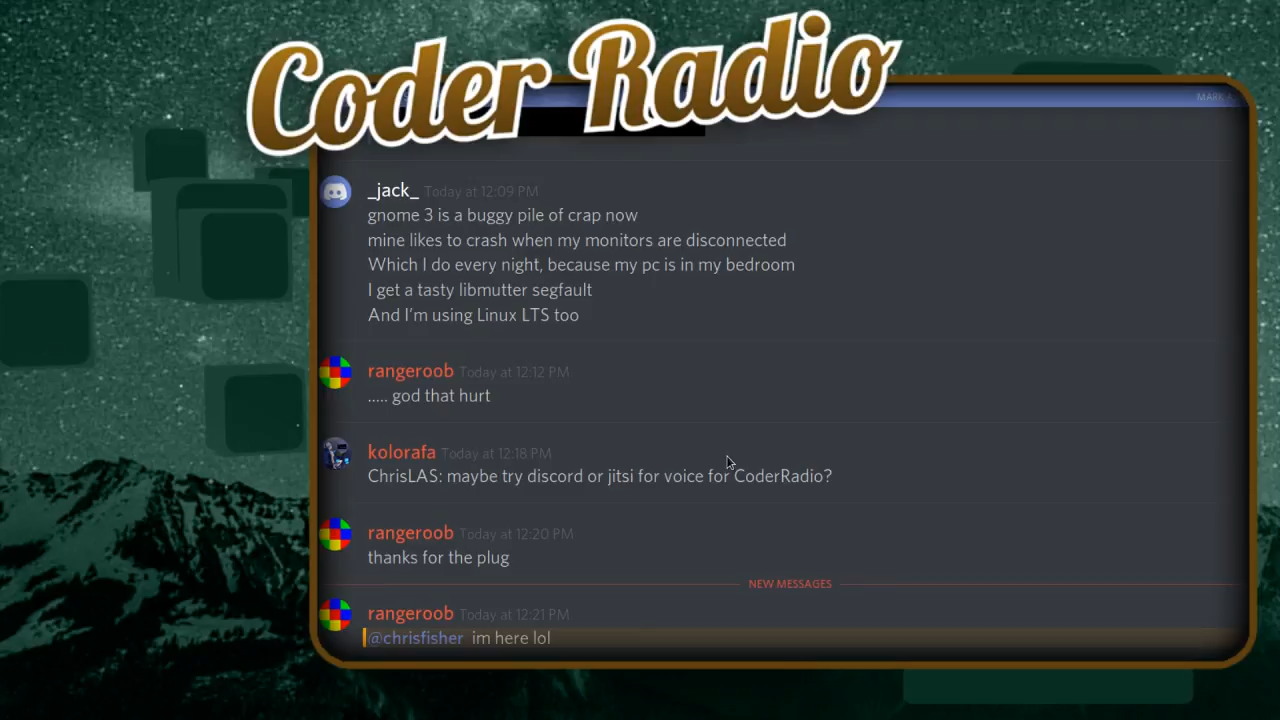 Coder Radio
MARK A
_jack_ Today at 12:09 PM
gnome 3 is a buggy pile of crap now
mine likes to crash when my monitors are disconnected
Which I do every night, because my pc is in my bedroom
I get a tasty libmutter segfault
And I'm using Linux LTS too
rangeroob Today at 12:12 PM
..... god that hurt
kolorafa Today at 12:18 PM
ChrisLAS: maybe try discord or jitsi for voice for CoderRadio?
rangeroob Today at 12:20 PM
thanks for the plug
NEW MESSAGES
rangeroob Today at 12:21 PM
@chrisfisher im here lol